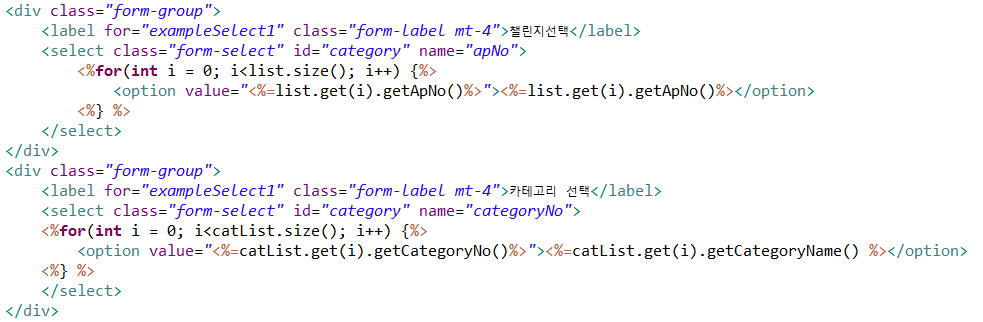 <div class="form-group">
    <label for="exampleSelect1" class="form-label mt-4">챌린지선택</label>
    <select class="form-select" id="category" name="apNo">
        <%for(int i = 0; i<list.size(); i++) {%>
            <option value="<%=list.get(i).getApNo()%>"><%=list.get(i).getApNo()%></option>
        <%} %>
    </select>
</div>
<div class="form-group">
    <label for="exampleSelect1" class="form-label mt-4">카테고리 선택</label>
    <select class="form-select" id="category" name="categoryNo">
    <%for(int i = 0; i<catList.size(); i++) {%>
        <option value="<%=catList.get(i).getCategoryNo()%>"><%=catList.get(i).getCategoryName() %></option>
    <%} %>
    </select>
</div>